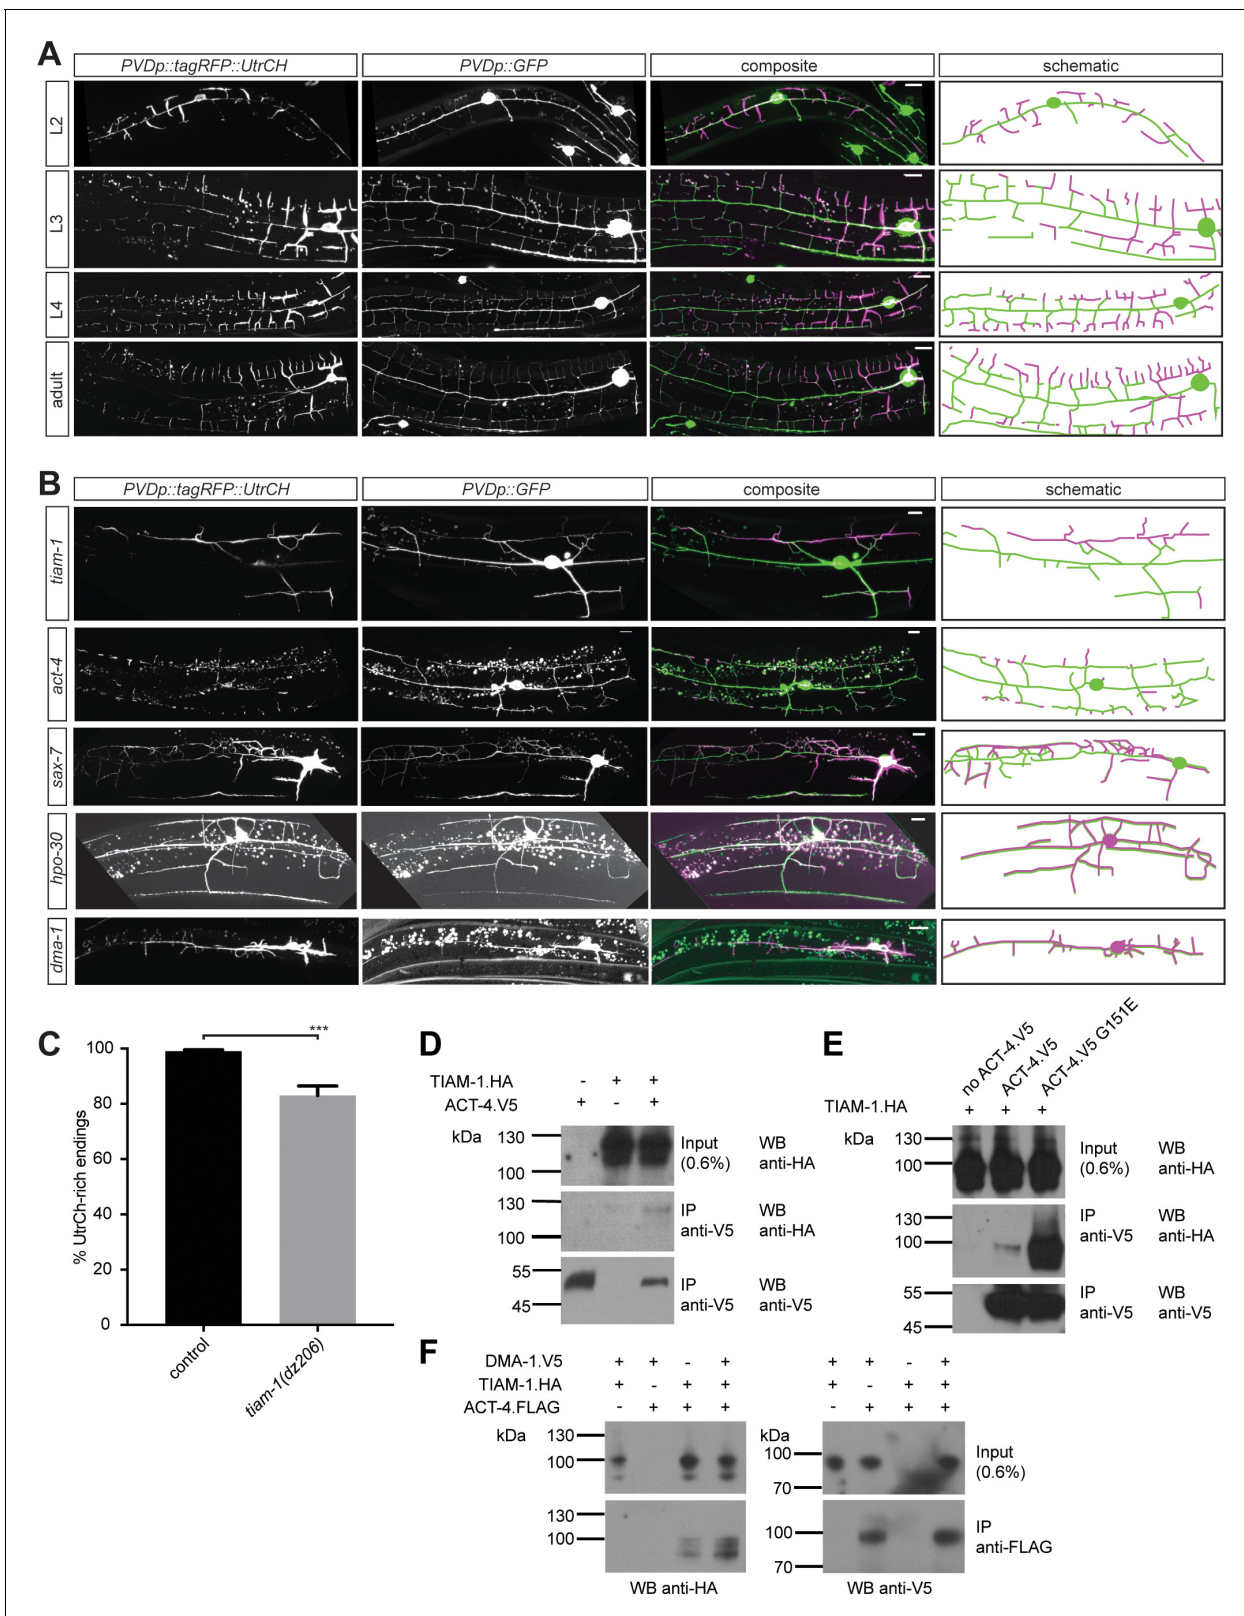 A
PVDp::tagRFP::UtrCH PVDp::GFP composite schematic
L2
L3
L4
adult
B
PVDp::tagRFP::UtrCH PVDp::GFP composite schematic
tiam-1
act-4
sax-7
hpo-30
dma-1
C
***
% UtrCh-rich endings
100
80
60
40
20
0
control
tiam-1(dz206)
D
TIAM-1.HA - + +
ACT-4.V5 + - +
kDa 130 Input WB
100 (0.6%) anti-HA
130 IP WB
100 anti-V5 anti-HA
55 IP WB
45 anti-V5 anti-V5
E
no ACT-4.V5
ACT-4.V5
ACT-4.V5 G151E
TIAM-1.HA + + +
kDa 130 Input WB
100 (0.6%) anti-HA
130 IP WB
100 anti-V5 anti-HA
55 IP WB
45 anti-V5 anti-V5
F
DMA-1.V5 + + - + + + - +
TIAM-1.HA + - + + + - + +
ACT-4.FLAG - + + + - + + +
kDa 130 kDa
100 100 Input
70 (0.6%)
130
100 100 IP
70 anti-FLAG
WB anti-HA WB anti-V5